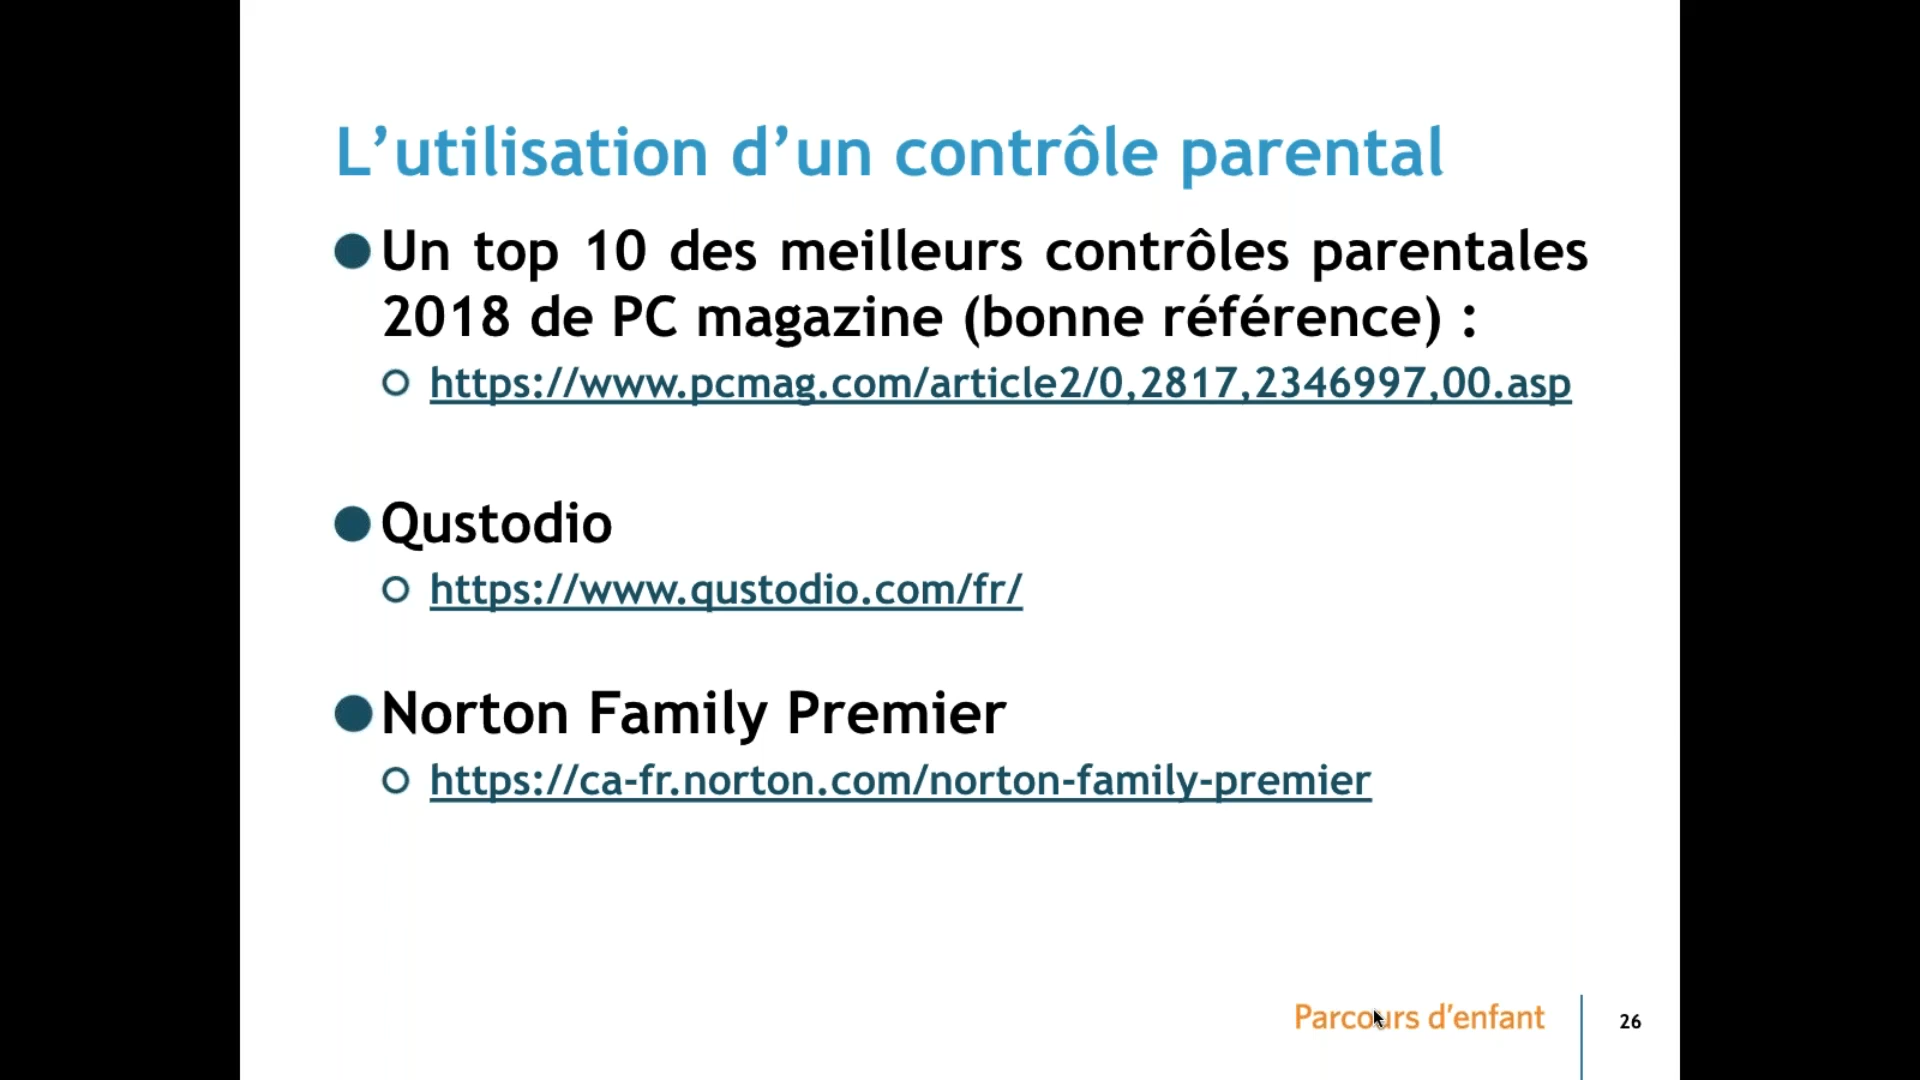 L’utilisation d’un contrôle parental
Un top 10 des meilleurs contrôles parentales
2018 de PC magazine (bonne référence) :
https://www.pcmag.com/article2/0,2817,2346997,00.asp
Qustodio
https://www.qustodio.com/fr/
Norton Family Premier
https://ca-fr.norton.com/norton-family-premier
Parcours d’enfant
26